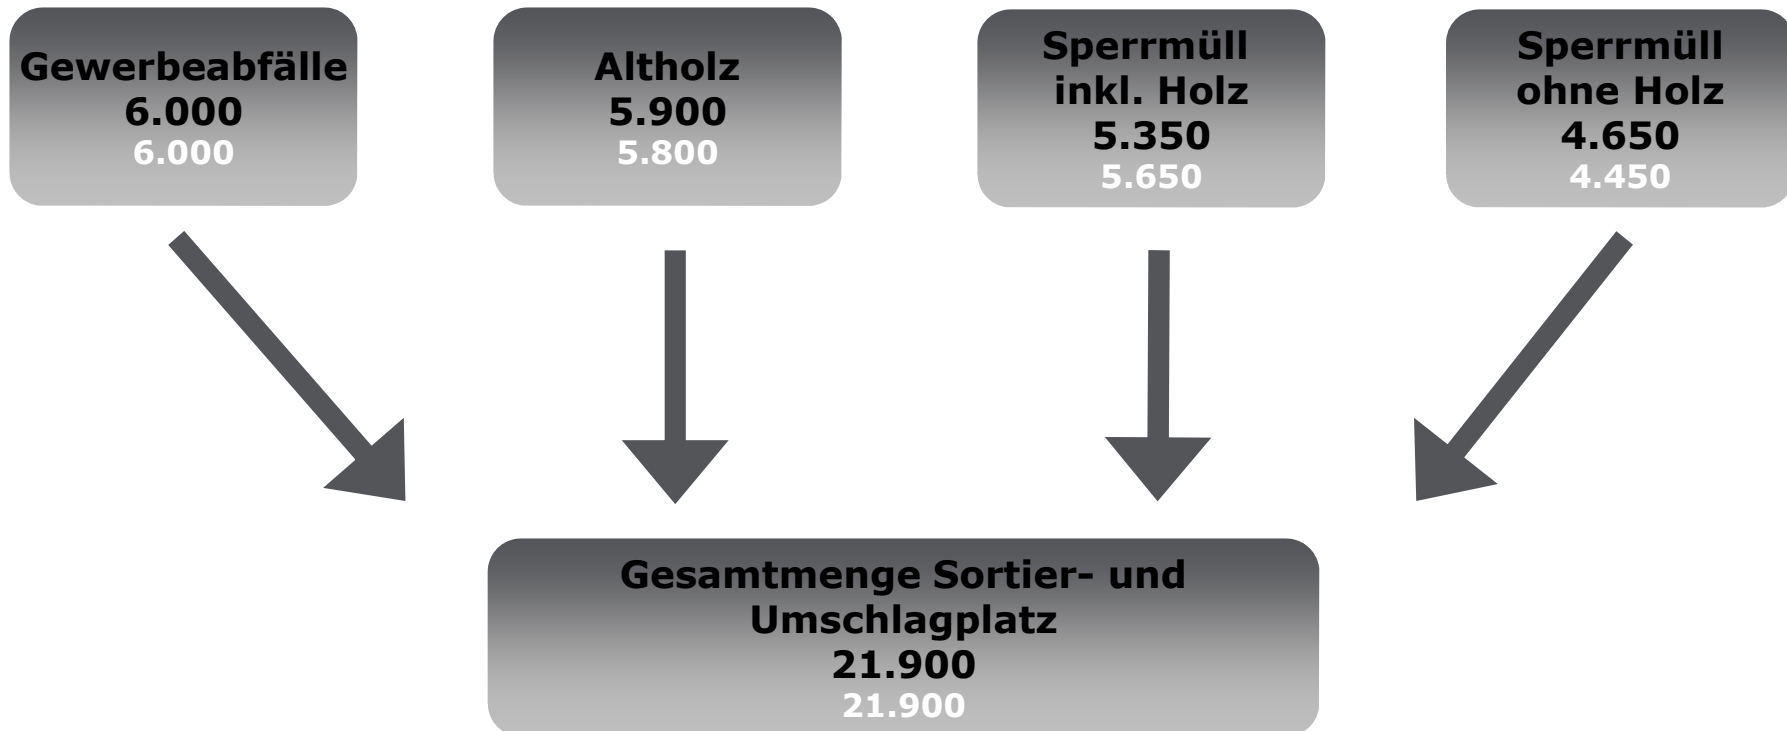 Gewerbeabfälle
6.000
6.000
Altholz
5.900
5.800
Sperrmüll
inkl. Holz
5.350
5.650
Sperrmüll
ohne Holz
4.650
4.450
Gesamtmenge Sortier- und
Umschlagplatz
21.900
21.900